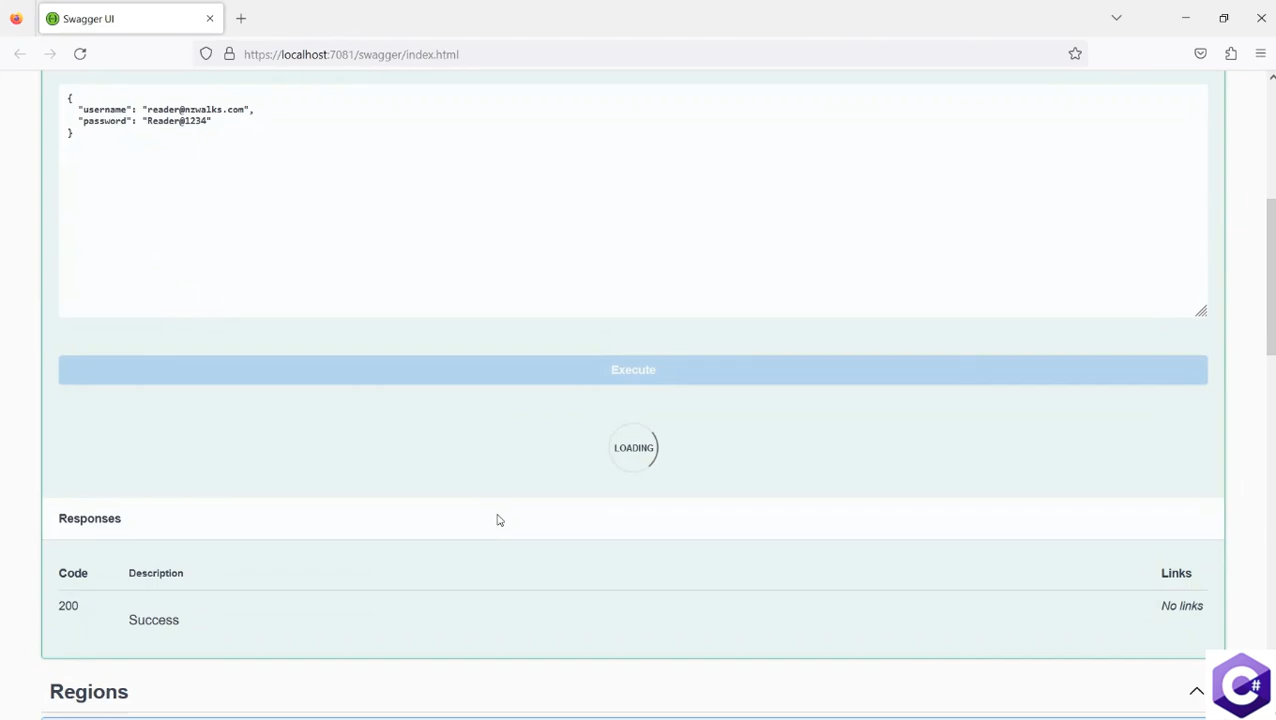 Swagger UI
https://localhost:7081/swagger/index.html
{
"username": "reader@nzwalks.com",
"password": "Reader@1234"
}
Execute
LOADING
Responses
Code Description Links
200 Success No links
Regions
C#